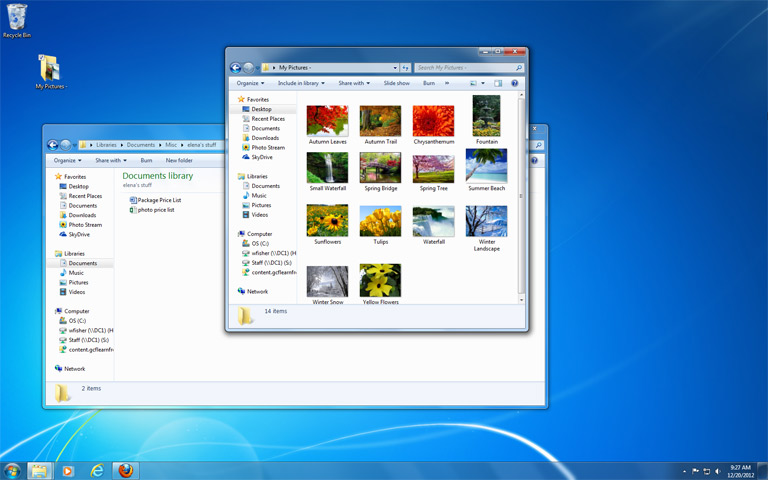 Recycle Bin
My Pictures -
My Pictures -
Search My Pictures -
Organize
Include in library
Share with
Slide show
Burn
»
Favorites
Desktop
Recent Places
Documents
Downloads
Photo Stream
SkyDrive
Libraries
Documents
Music
Pictures
Videos
Computer
OS (C:)
wfisher (\\DC1) (H
Staff (\\DC1) (S:)
content.gcflearnfr
Network
Autumn Leaves
Autumn Trail
Chrysanthemum
Fountain
Small Waterfall
Spring Bridge
Spring Tree
Summer Beach
Sunflowers
Tulips
Waterfall
Winter
Landscape
Winter Snow
Yellow Flowers
14 items
Libraries
Documents
Misc
elena's stuff
Organize
Share with
Burn
New folder
Favorites
Desktop
Recent Places
Documents
Downloads
Photo Stream
SkyDrive
Libraries
Documents
Music
Pictures
Videos
Computer
OS (C:)
wfisher (\\DC1) (H
Staff (\\DC1) (S:)
content.gcflearnfr
Network
Documents library
elena's stuff
Package Price List
photo price list
2 items
9:27 AM
12/20/2012